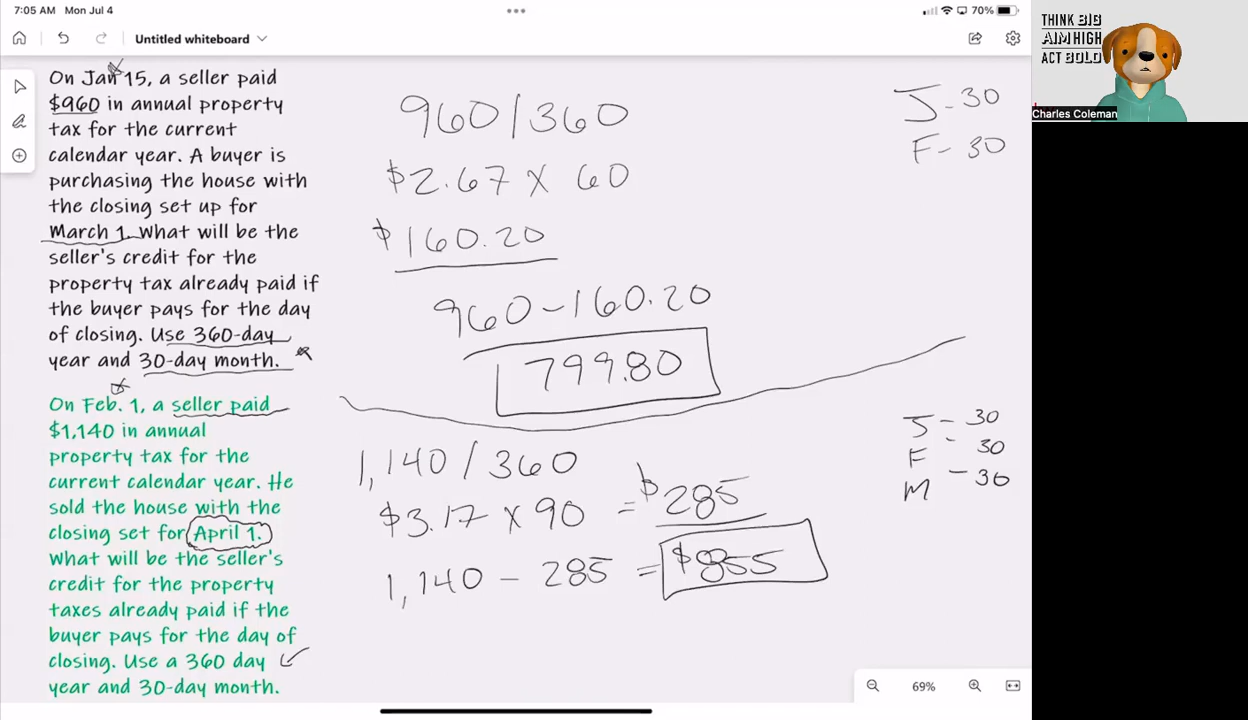 7:05 AM Mon Jul 4
70%
Untitled whiteboard
On Jan 15, a seller paid
$960 in annual property
tax for the current
calendar year. A buyer is
purchasing the house with
the closing set up for
March 1. What will be the
seller's credit for the
property tax already paid if
the buyer pays for the day
of closing. Use 360-day
year and 30-day month.
On Feb. 1, a seller paid
$1,140 in annual
property tax for the
current calendar year. He
sold the house with the
closing set for April 1.
What will be the seller's
credit for the property
taxes already paid if the
buyer pays for the day of
closing. Use a 360 day
year and 30-day month.
960/360
$2.67 x 60
$160.20
960-160.20
799.80
J-30
F-30
1,140/360
$3.17 x 90 = $285
1,140 - 285 = $855
J - 30
F - 30
M - 30
69%
THINK BIG
AIM HIGH
ACT BOLD
Charles Coleman